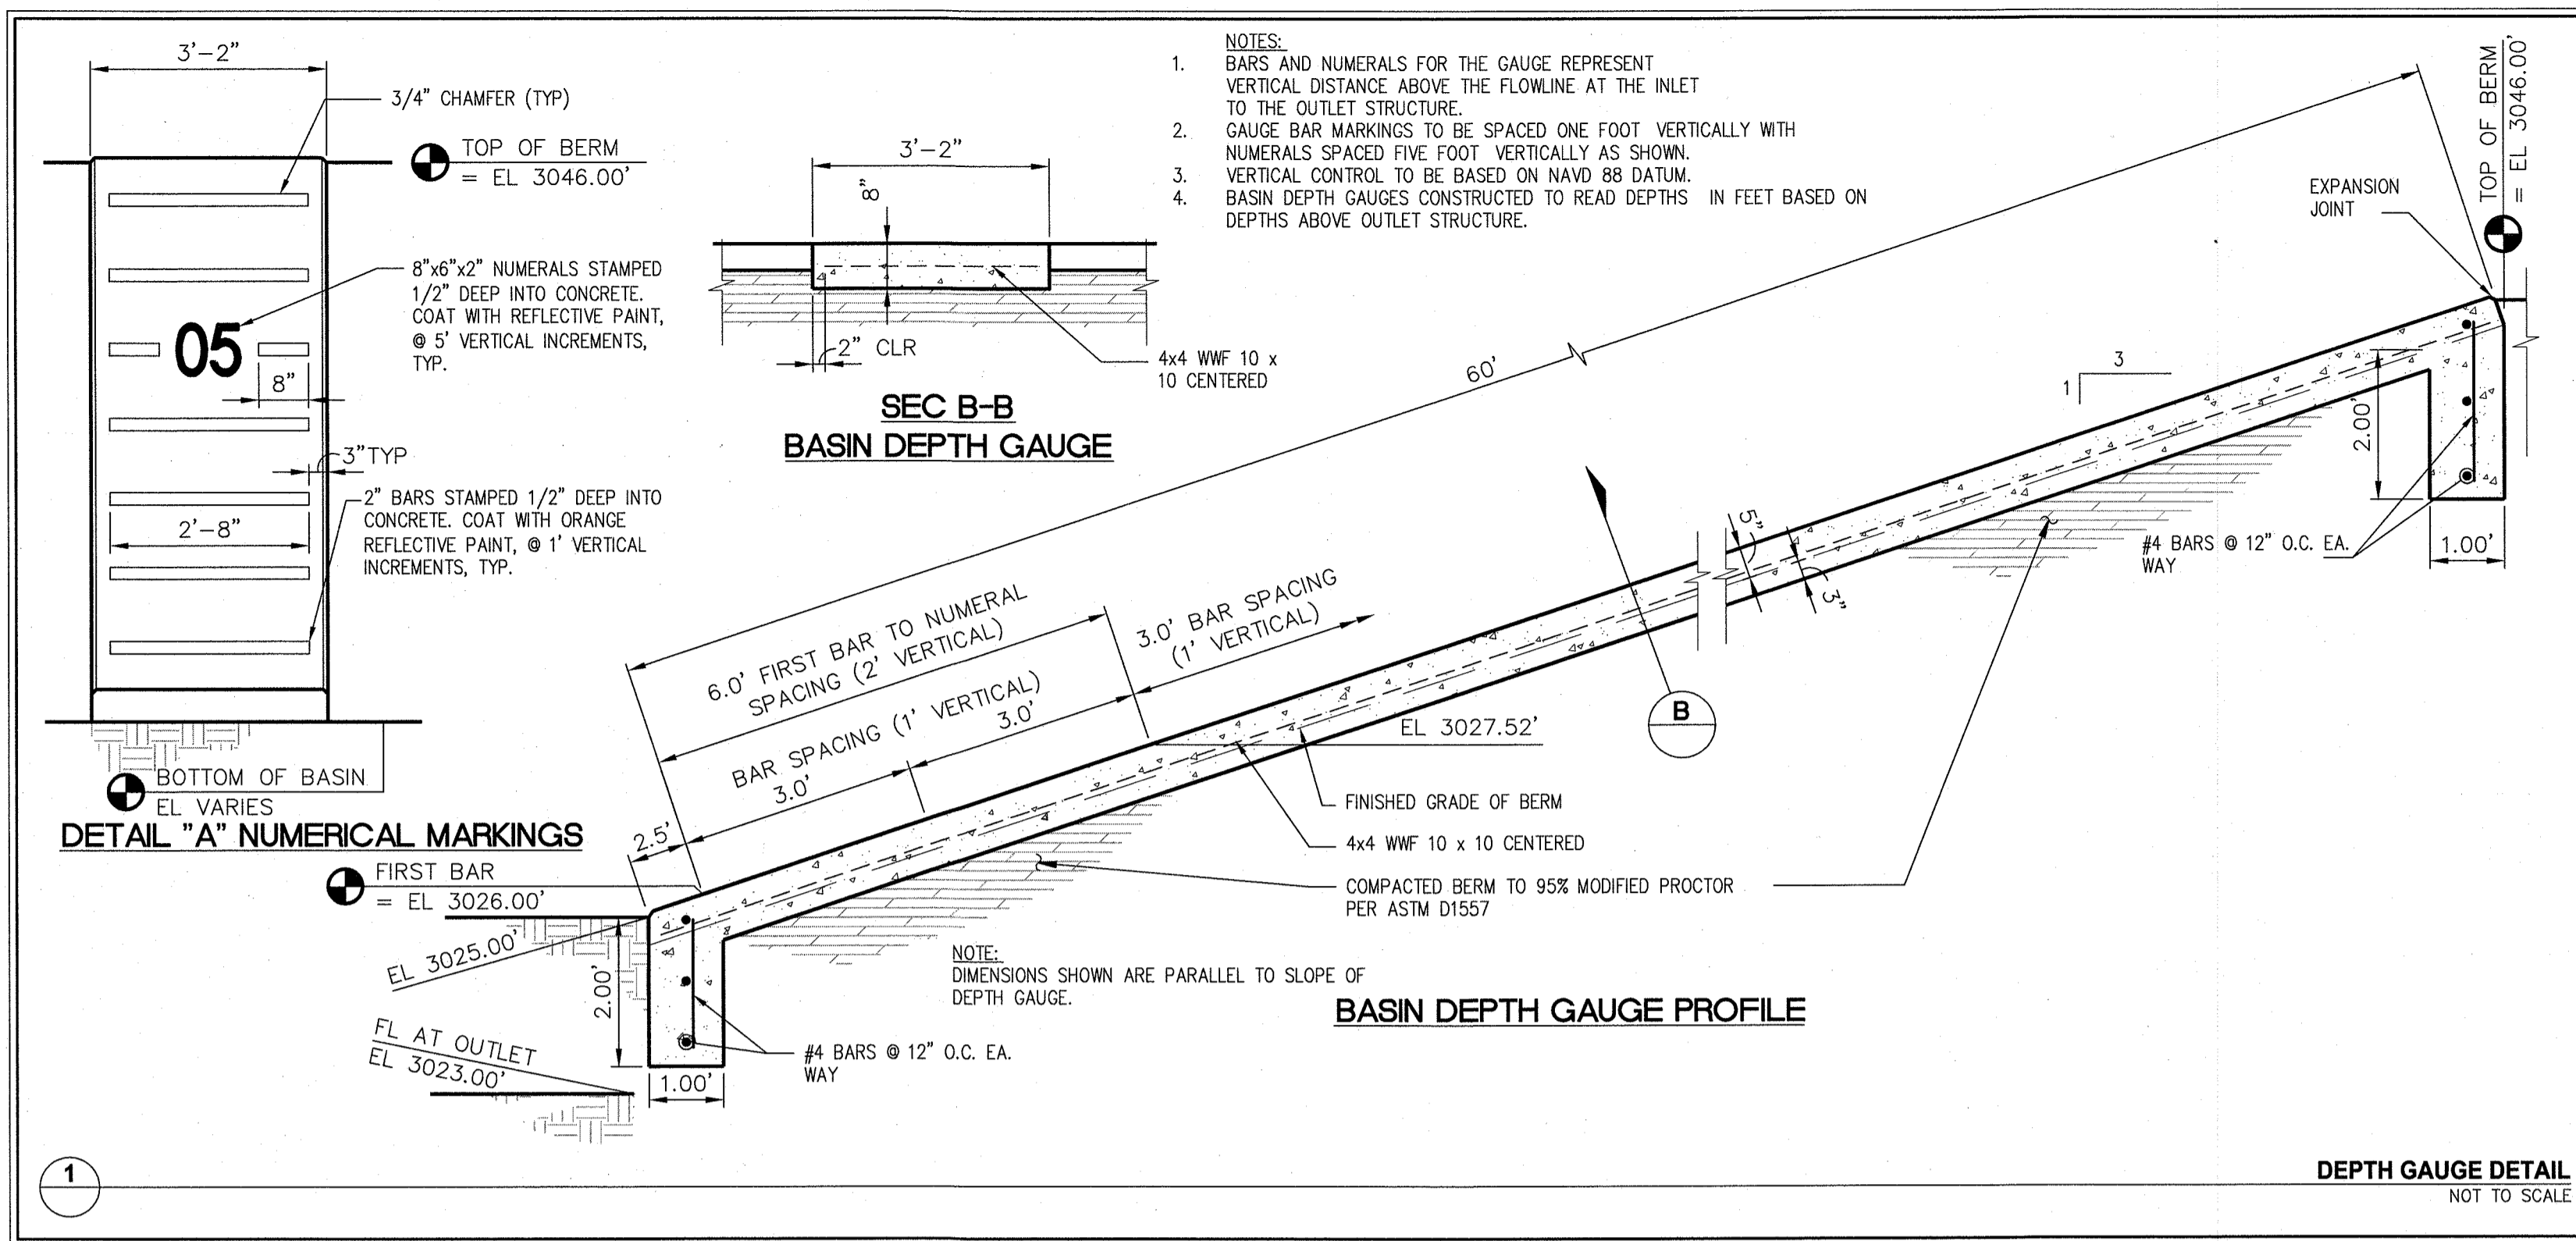 3'-2"
3/4" CHAMFER (TYP)
TOP OF BERM
= EL 3046.00'
8"x6"x2" NUMERALS STAMPED
1/2" DEEP INTO CONCRETE.
COAT WITH REFLECTIVE PAINT,
@ 5' VERTICAL INCREMENTS,
TYP.
05
8"
3"TYP
2" BARS STAMPED 1/2" DEEP INTO
CONCRETE. COAT WITH ORANGE
REFLECTIVE PAINT, @ 1' VERTICAL
INCREMENTS, TYP.
2'-8"
BOTTOM OF BASIN
EL VARIES
DETAIL "A" NUMERICAL MARKINGS
3'-2"
8"
2" CLR
4x4 WWF 10 x
10 CENTERED
SEC B-B
BASIN DEPTH GAUGE
NOTES:
1. BARS AND NUMERALS FOR THE GAUGE REPRESENT
VERTICAL DISTANCE ABOVE THE FLOWLINE AT THE INLET
TO THE OUTLET STRUCTURE.
2. GAUGE BAR MARKINGS TO BE SPACED ONE FOOT VERTICALLY WITH
NUMERALS SPACED FIVE FOOT VERTICALLY AS SHOWN.
3. VERTICAL CONTROL TO BE BASED ON NAVD 88 DATUM.
4. BASIN DEPTH GAUGES CONSTRUCTED TO READ DEPTHS IN FEET BASED ON
DEPTHS ABOVE OUTLET STRUCTURE.
TOP OF BERM
= EL 3046.00'
EXPANSION
JOINT
60'
3
1
2.00'
#4 BARS @ 12" O.C. EA.
WAY
1.00'
5"
3"
6.0' FIRST BAR TO NUMERAL
SPACING (2' VERTICAL)
3.0' BAR SPACING
(1' VERTICAL)
BAR SPACING (1' VERTICAL)
3.0'
3.0'
2.5'
EL 3027.52'
B
FINISHED GRADE OF BERM
4x4 WWF 10 x 10 CENTERED
COMPACTED BERM TO 95% MODIFIED PROCTOR
PER ASTM D1557
FIRST BAR
= EL 3026.00'
EL 3025.00'
2.00'
FL AT OUTLET
EL 3023.00'
1.00'
#4 BARS @ 12" O.C. EA.
WAY
NOTE:
DIMENSIONS SHOWN ARE PARALLEL TO SLOPE OF
DEPTH GAUGE.
BASIN DEPTH GAUGE PROFILE
1
DEPTH GAUGE DETAIL
NOT TO SCALE